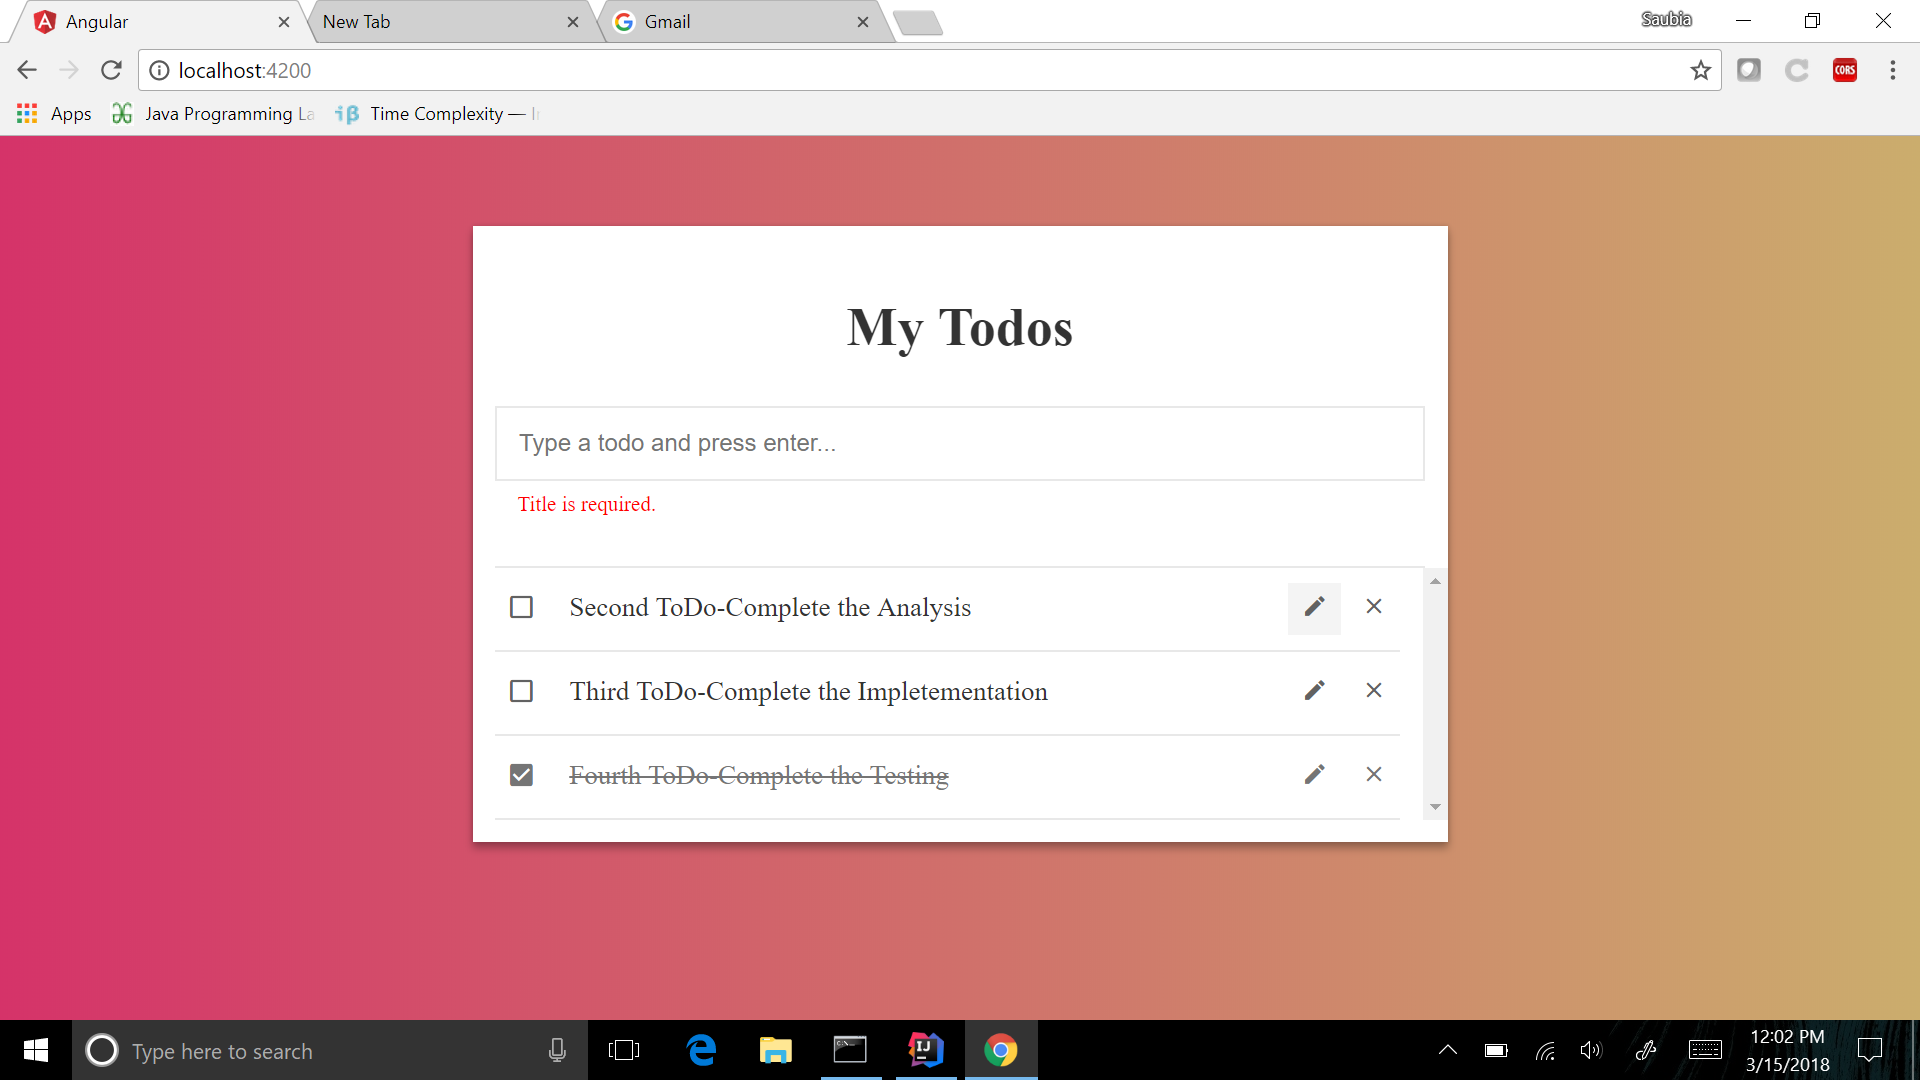 Angular
New Tab
Gmail
Saubia
localhost:4200
CORS
Apps
Java Programming La
Time Complexity —
My Todos
Type a todo and press enter...
Title is required.
Second ToDo-Complete the Analysis
Third ToDo-Complete the Impletementation
Fourth ToDo-Complete the Testing
Type here to search
IJ
12:02 PM
3/15/2018